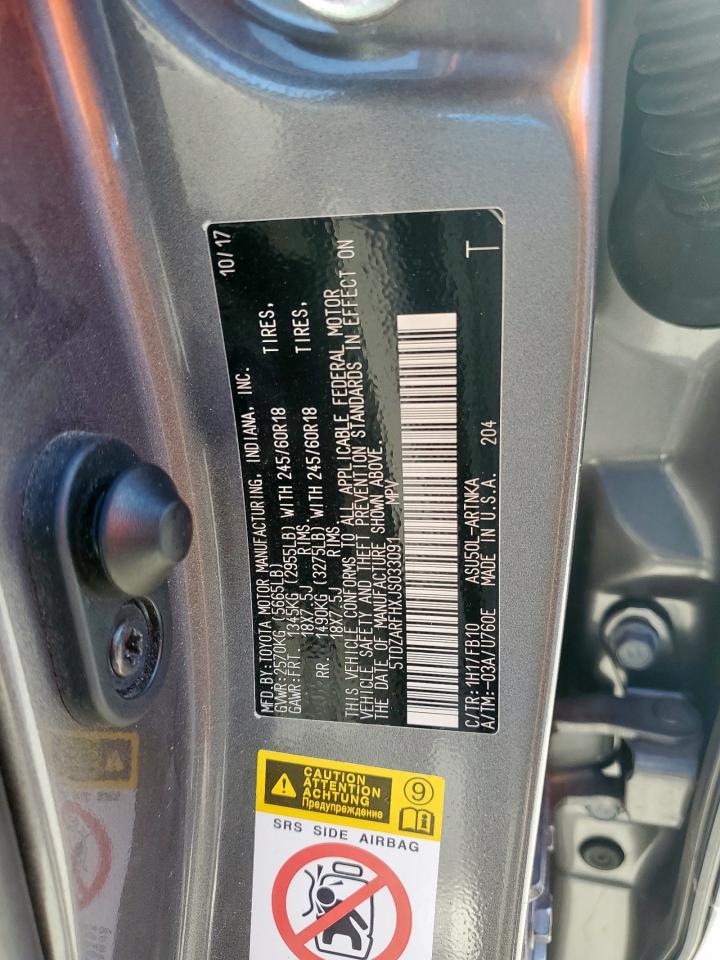 MFD.BY:TOYOTA MOTOR MANUFACTURING, INDIANA, INC. 10/17
GVWR:2570KG (5665LB)
GAWR:FRT. 1345KG (2955LB) WITH 245/60R18 TIRES,
18X7.5J RIMS
RR. 1490KG (3275LB) WITH 245/60R18 TIRES,
18X7.5J RIMS
THIS VEHICLE CONFORMS TO ALL APPLICABLE FEDERAL MOTOR
VEHICLE SAFETY AND THEFT PREVENTION STANDARDS IN EFFECT ON
THE DATE OF MANUFACTURE SHOWN ABOVE.
5TDZARFHXJS033091 MPV
C/TR:1H1/FB10 ASU50L-ARTNKA T
A/TM:-03A/U760E MADE IN U.S.A. 204
CAUTION
ATTENTION
ACHTUNG
Предупреждение
9
SRS SIDE AIRBAG